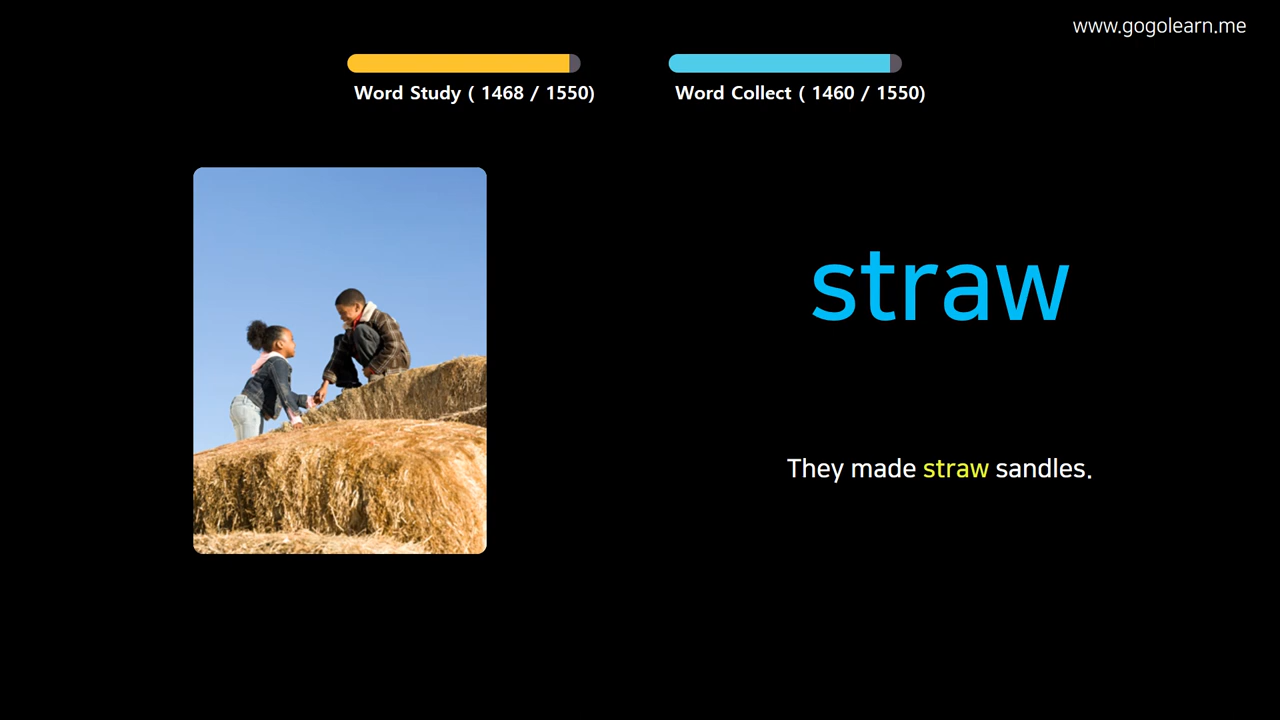 www.gogolearn.me
Word Study ( 1468 / 1550)
Word Collect ( 1460 / 1550)
straw
They made straw sandles.